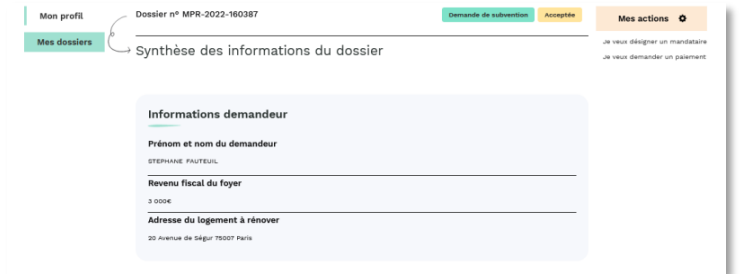 Mon profil
Mes dossiers
Dossier nº MPR-2022-160387
Demande de subvention
Acceptée
Synthèse des informations du dossier
Mes actions
Je veux désigner un mandataire
Je veux demander un paiement
Informations demandeur
Prénom et nom du demandeur
STEPHANE FAUTEUIL
Revenu fiscal du foyer
3 000€
Adresse du logement à rénover
20 Avenue de Ségur 75007 Paris